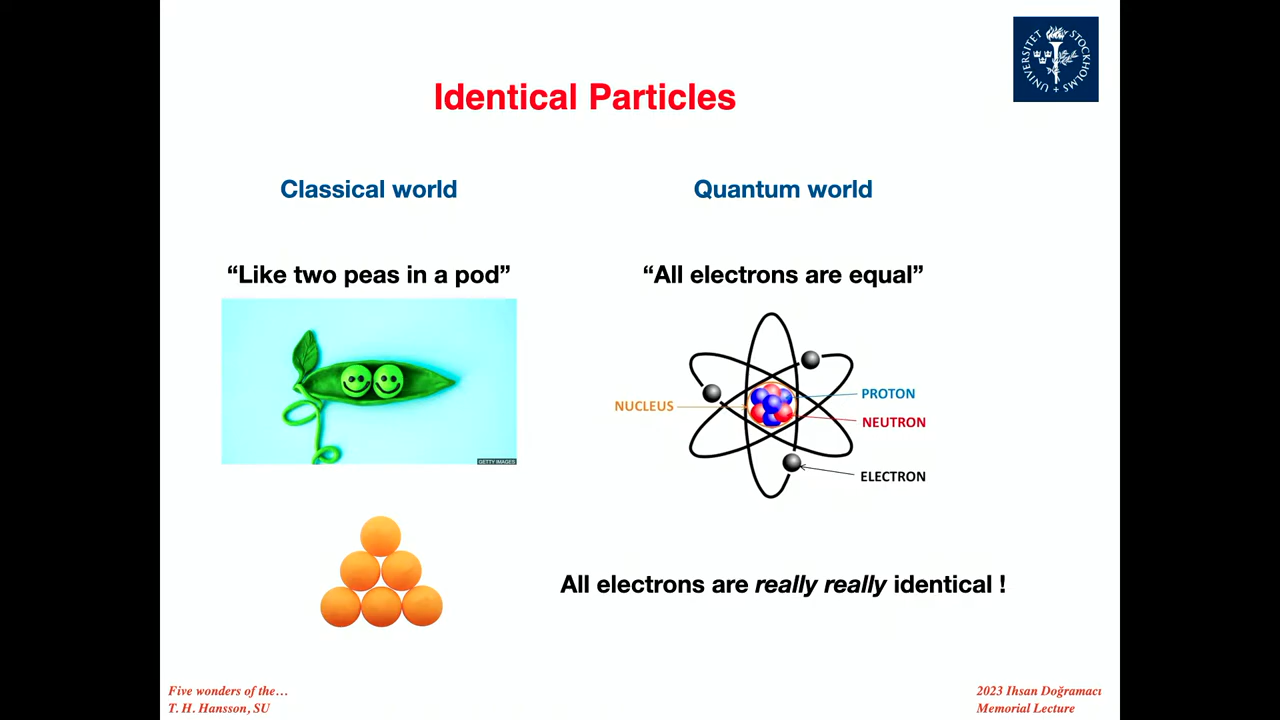 Identical Particles
UNIVERSITET STOCKHOLMS +
Classical world
Quantum world
“Like two peas in a pod”
“All electrons are equal”
GETTY IMAGES
NUCLEUS
PROTON
NEUTRON
ELECTRON
All electrons are really really identical !
Five wonders of the…
T. H. Hansson, SU
2023 Ihsan Doğramacı
Memorial Lecture